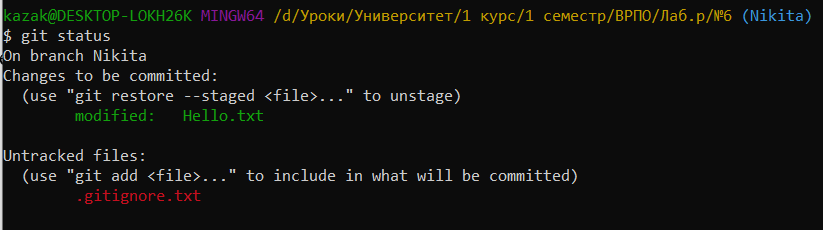 kazak@DESKTOP-LOKH26K MINGW64 /d/Уроки/Университет/1 курс/1 семестр/ВРПО/Лаб.р/№6 (Nikita)
$ git status
On branch Nikita
Changes to be committed:
  (use "git restore --staged <file>..." to unstage)
        modified:   Hello.txt

Untracked files:
  (use "git add <file>..." to include in what will be committed)
        .gitignore.txt